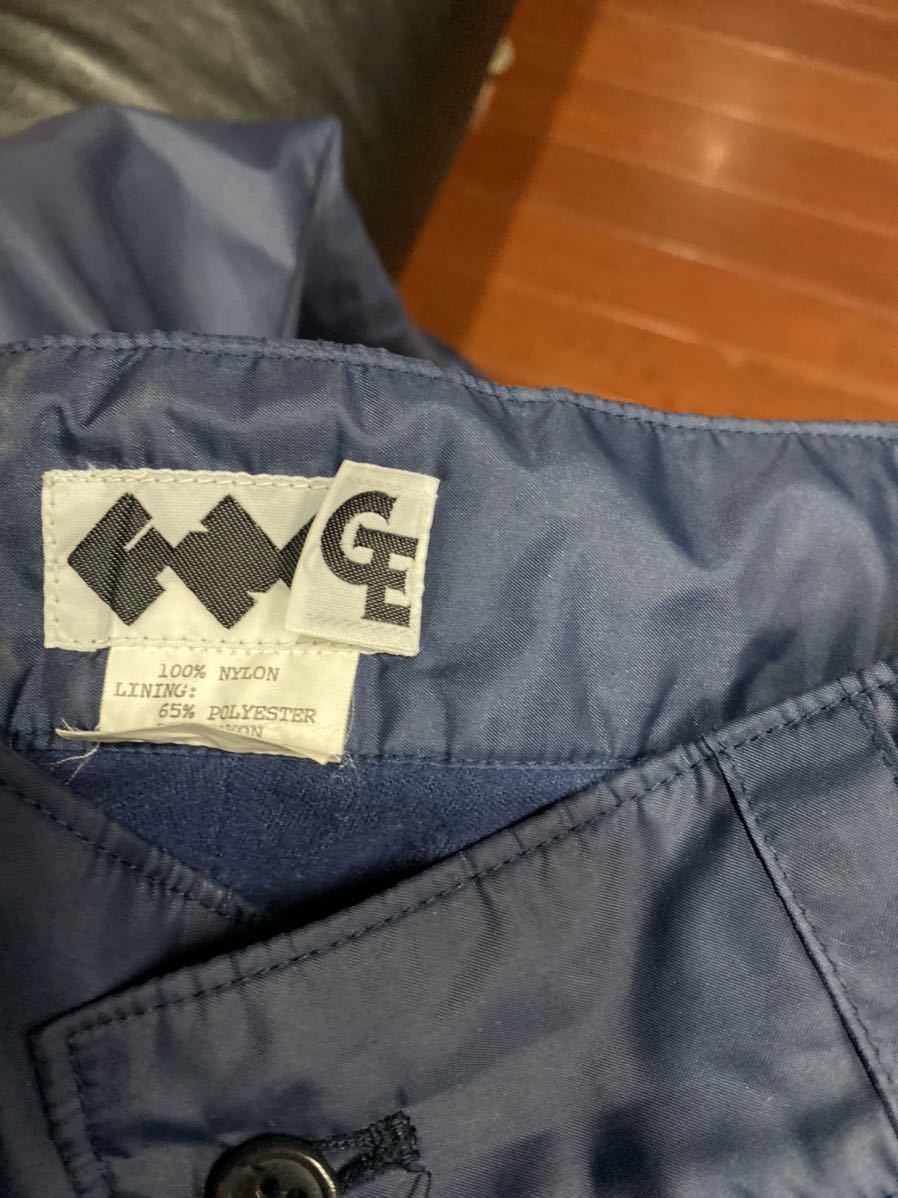 GE
100% NYLON
LINING:
65% POLYESTER